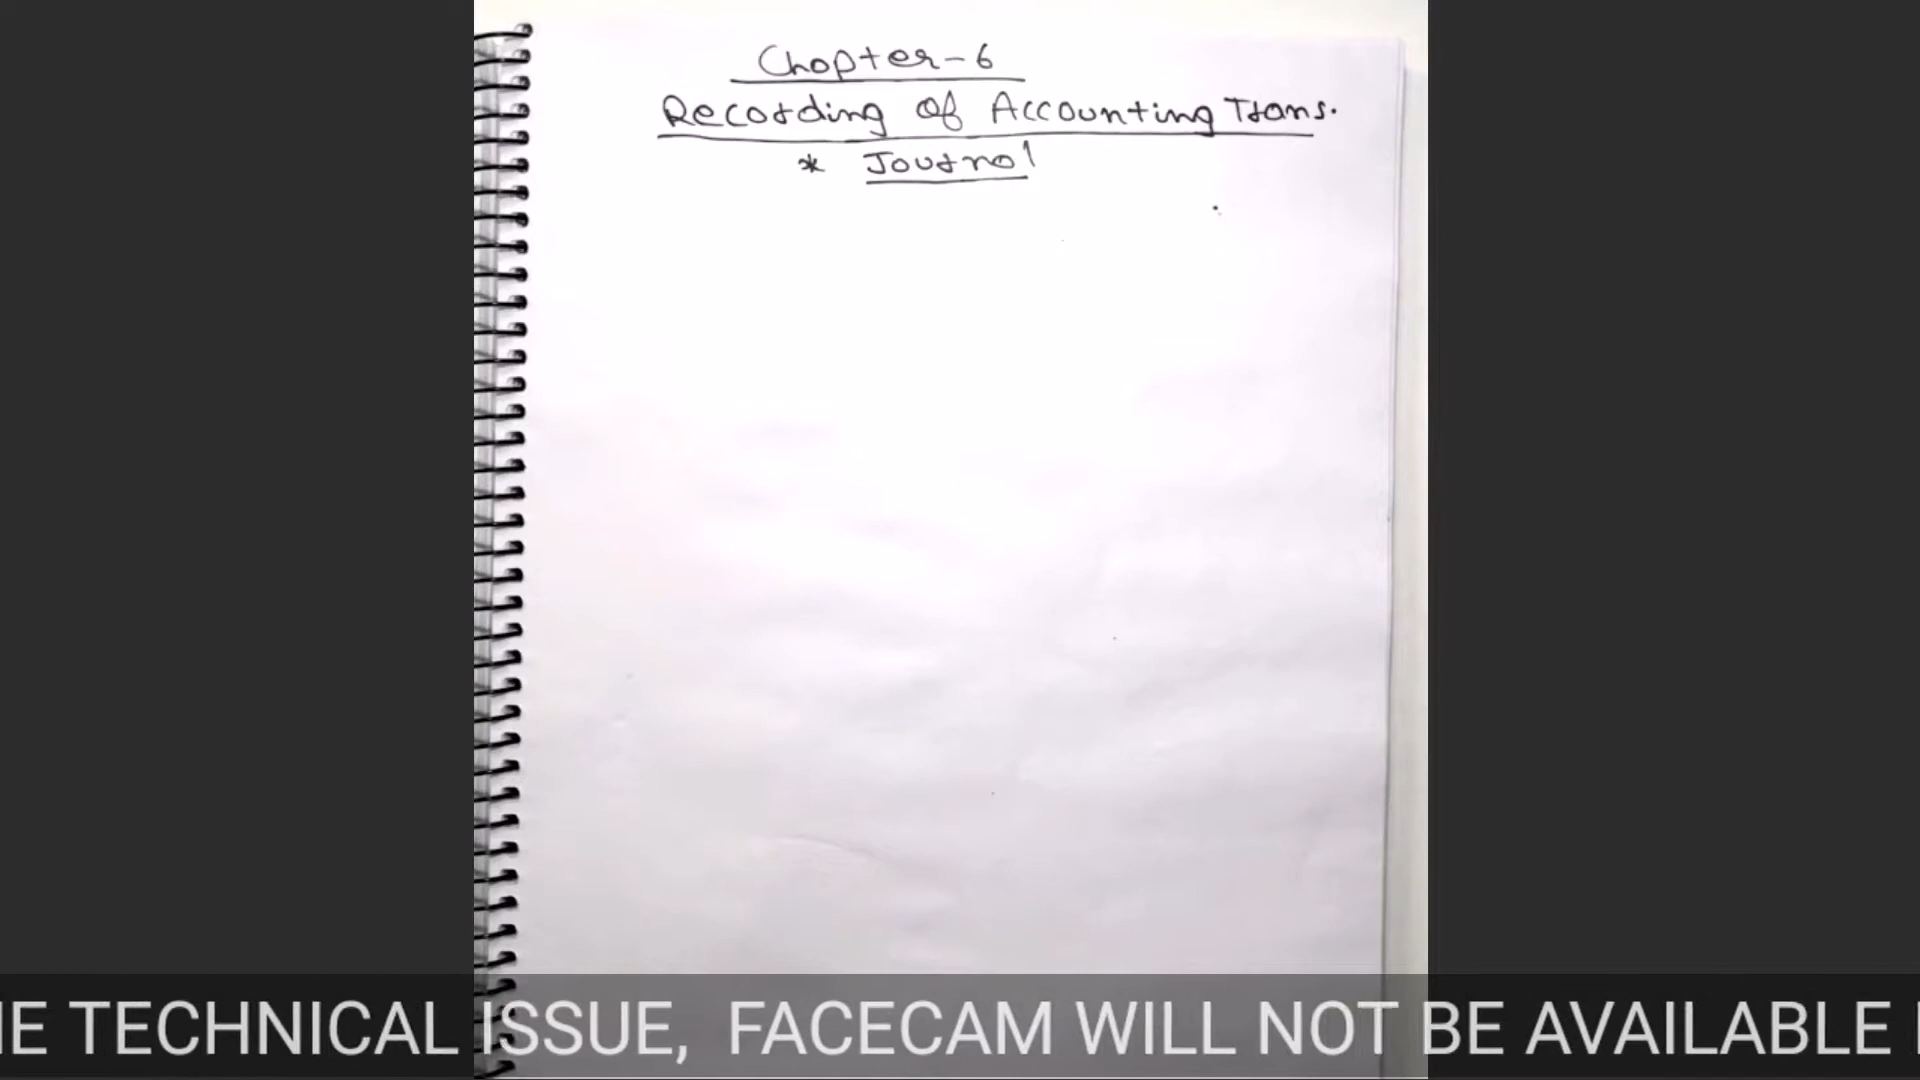 Chapter-6
Recording of Accounting Trans.
* Journal
E TECHNICAL ISSUE, FACECAM WILL NOT BE AVAILABLE